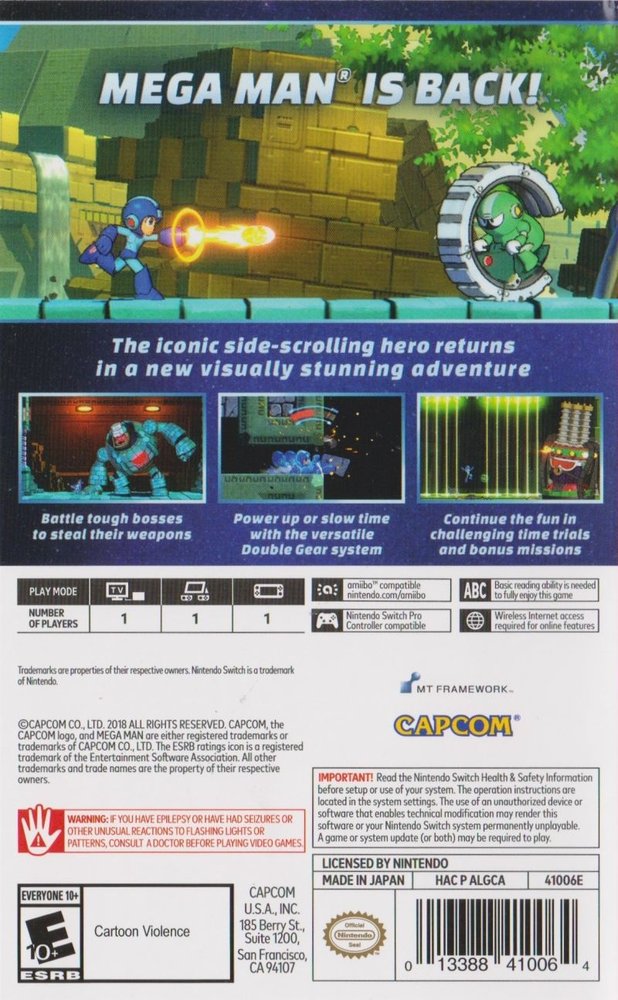 MEGA MAN® IS BACK!
The iconic side-scrolling hero returns
in a new visually stunning adventure
Battle tough bosses
to steal their weapons
Power up or slow time
with the versatile
Double Gear system
Continue the fun in
challenging time trials
and bonus missions
PLAY MODE
TV
NUMBER
OF PLAYERS
1
1
1
amiibo™ compatible
nintendo.com/amiibo
Nintendo Switch Pro
Controller compatible
ABC
Basic reading ability is needed
to fully enjoy this game
Wireless Internet access
required for online features
Trademarks are properties of their respective owners. Nintendo Switch is a trademark
of Nintendo.
MT FRAMEWORK™
CAPCOM®
©CAPCOM CO., LTD. 2018 ALL RIGHTS RESERVED. CAPCOM, the
CAPCOM logo, and MEGA MAN are either registered trademarks or
trademarks of CAPCOM CO., LTD. The ESRB ratings icon is a registered
trademark of the Entertainment Software Association. All other
trademarks and trade names are the property of their respective
owners.
IMPORTANT! Read the Nintendo Switch Health & Safety Information
before setup or use of your system. The operation instructions are
located in the system settings. The use of an unauthorized device or
software that enables technical modification may render this
software or your Nintendo Switch system permanently unplayable.
A game or system update (or both) may be required to play.
WARNING: IF YOU HAVE EPILEPSY OR HAVE HAD SEIZURES OR
OTHER UNUSUAL REACTIONS TO FLASHING LIGHTS OR
PATTERNS, CONSULT A DOCTOR BEFORE PLAYING VIDEO GAMES.
LICENSED BY NINTENDO
MADE IN JAPAN
HAC P ALGCA
41006E
EVERYONE 10+
E
10+
ESRB
Cartoon Violence
CAPCOM
U.S.A., INC.
185 Berry St.,
Suite 1200,
San Francisco,
CA 94107
Official
Nintendo
Seal
0 13388 41006 4